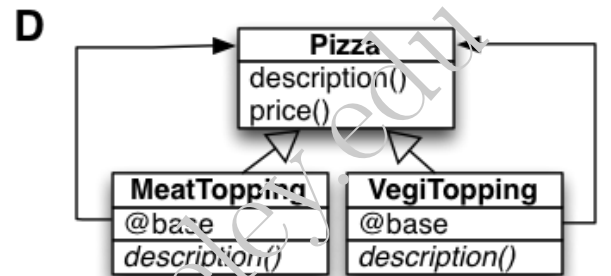 D
Pizza
description()
price()
MeatTopping
@base
description()
VegiTopping
@base
description()